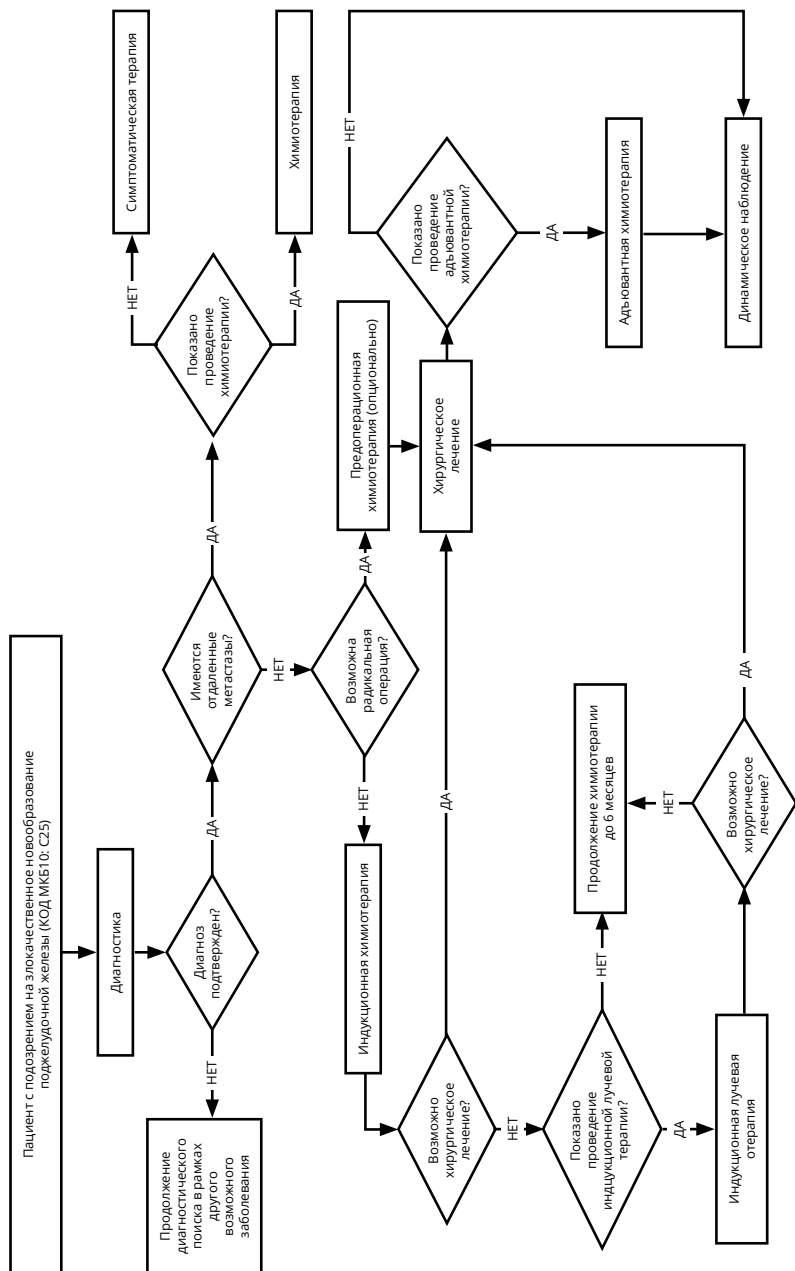 Пациент с подозрением на злокачественное новообразование
поджелудочной железы (КОД МКБ10: С25)
Диагностика
Диагноз
подтвержден?
НЕТ
Продолжение
диагностического
поиска в рамках
другого
возможного
заболевания
ДА
Имеются
отдаленные
метастазы?
ДА
Показано
проведение
химиотерапии?
НЕТ
Симптоматическая терапия
ДА
Химиотерапия
НЕТ
Возможна
радикальная
операция?
ДА
Предоперационная
химиотерапия (опционально)
Хирургическое
лечение
НЕТ
Индукционная химиотерапия
Возможно
хирургическое
лечение?
ДА
НЕТ
Показано
проведение
индцукционной лучевой
терапии?
НЕТ
Продолжение химиотерапии
до 6 месяцев
ДА
Индукционная лучевая
отерапия
Возможно
хирургическое
лечение?
НЕТ
ДА
Показано
проведение
адъювантной
химиотерапии?
НЕТ
ДА
Адъювантная химиотерапия
Динамическое наблюдение